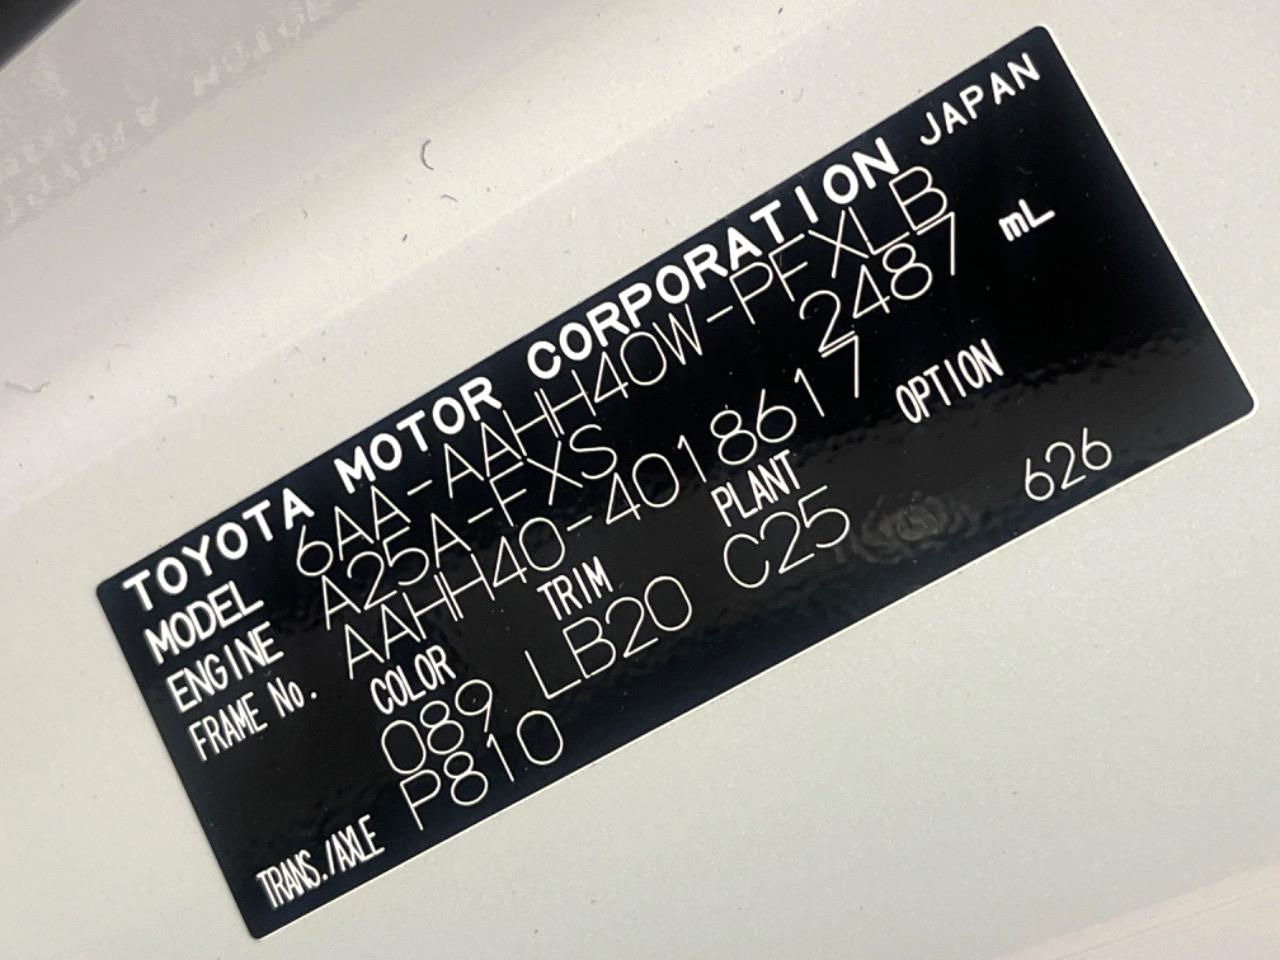 TOYOTA MOTOR CORPORATION JAPAN
MODEL 6AA-AAHH40W-PFXLB
ENGINE A25A-FXS 2487 mL
FRAME No. AAHH40-4018617
COLOR TRIM PLANT OPTION
089 LB20 C25 626
P810
TRANS./AXLE